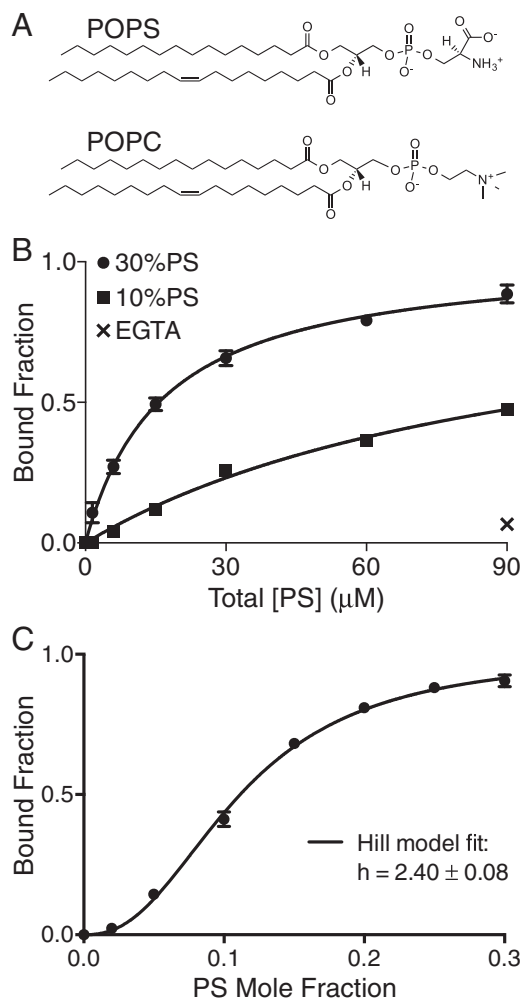 A
POPS
O
O
O
O
P
O
O-
O
H
O-
NH3+
H
O
O
POPC
O
O
O
O
P
O
O-
N+
H
O
O
B
1.0
30%PS
10%PS
EGTA
0.5
0.0
Bound Fraction
0
30
60
90
Total [PS] (μM)
C
1.0
0.5
0.0
Bound Fraction
Hill model fit:
h = 2.40 ± 0.08
0.0
0.1
0.2
0.3
PS Mole Fraction